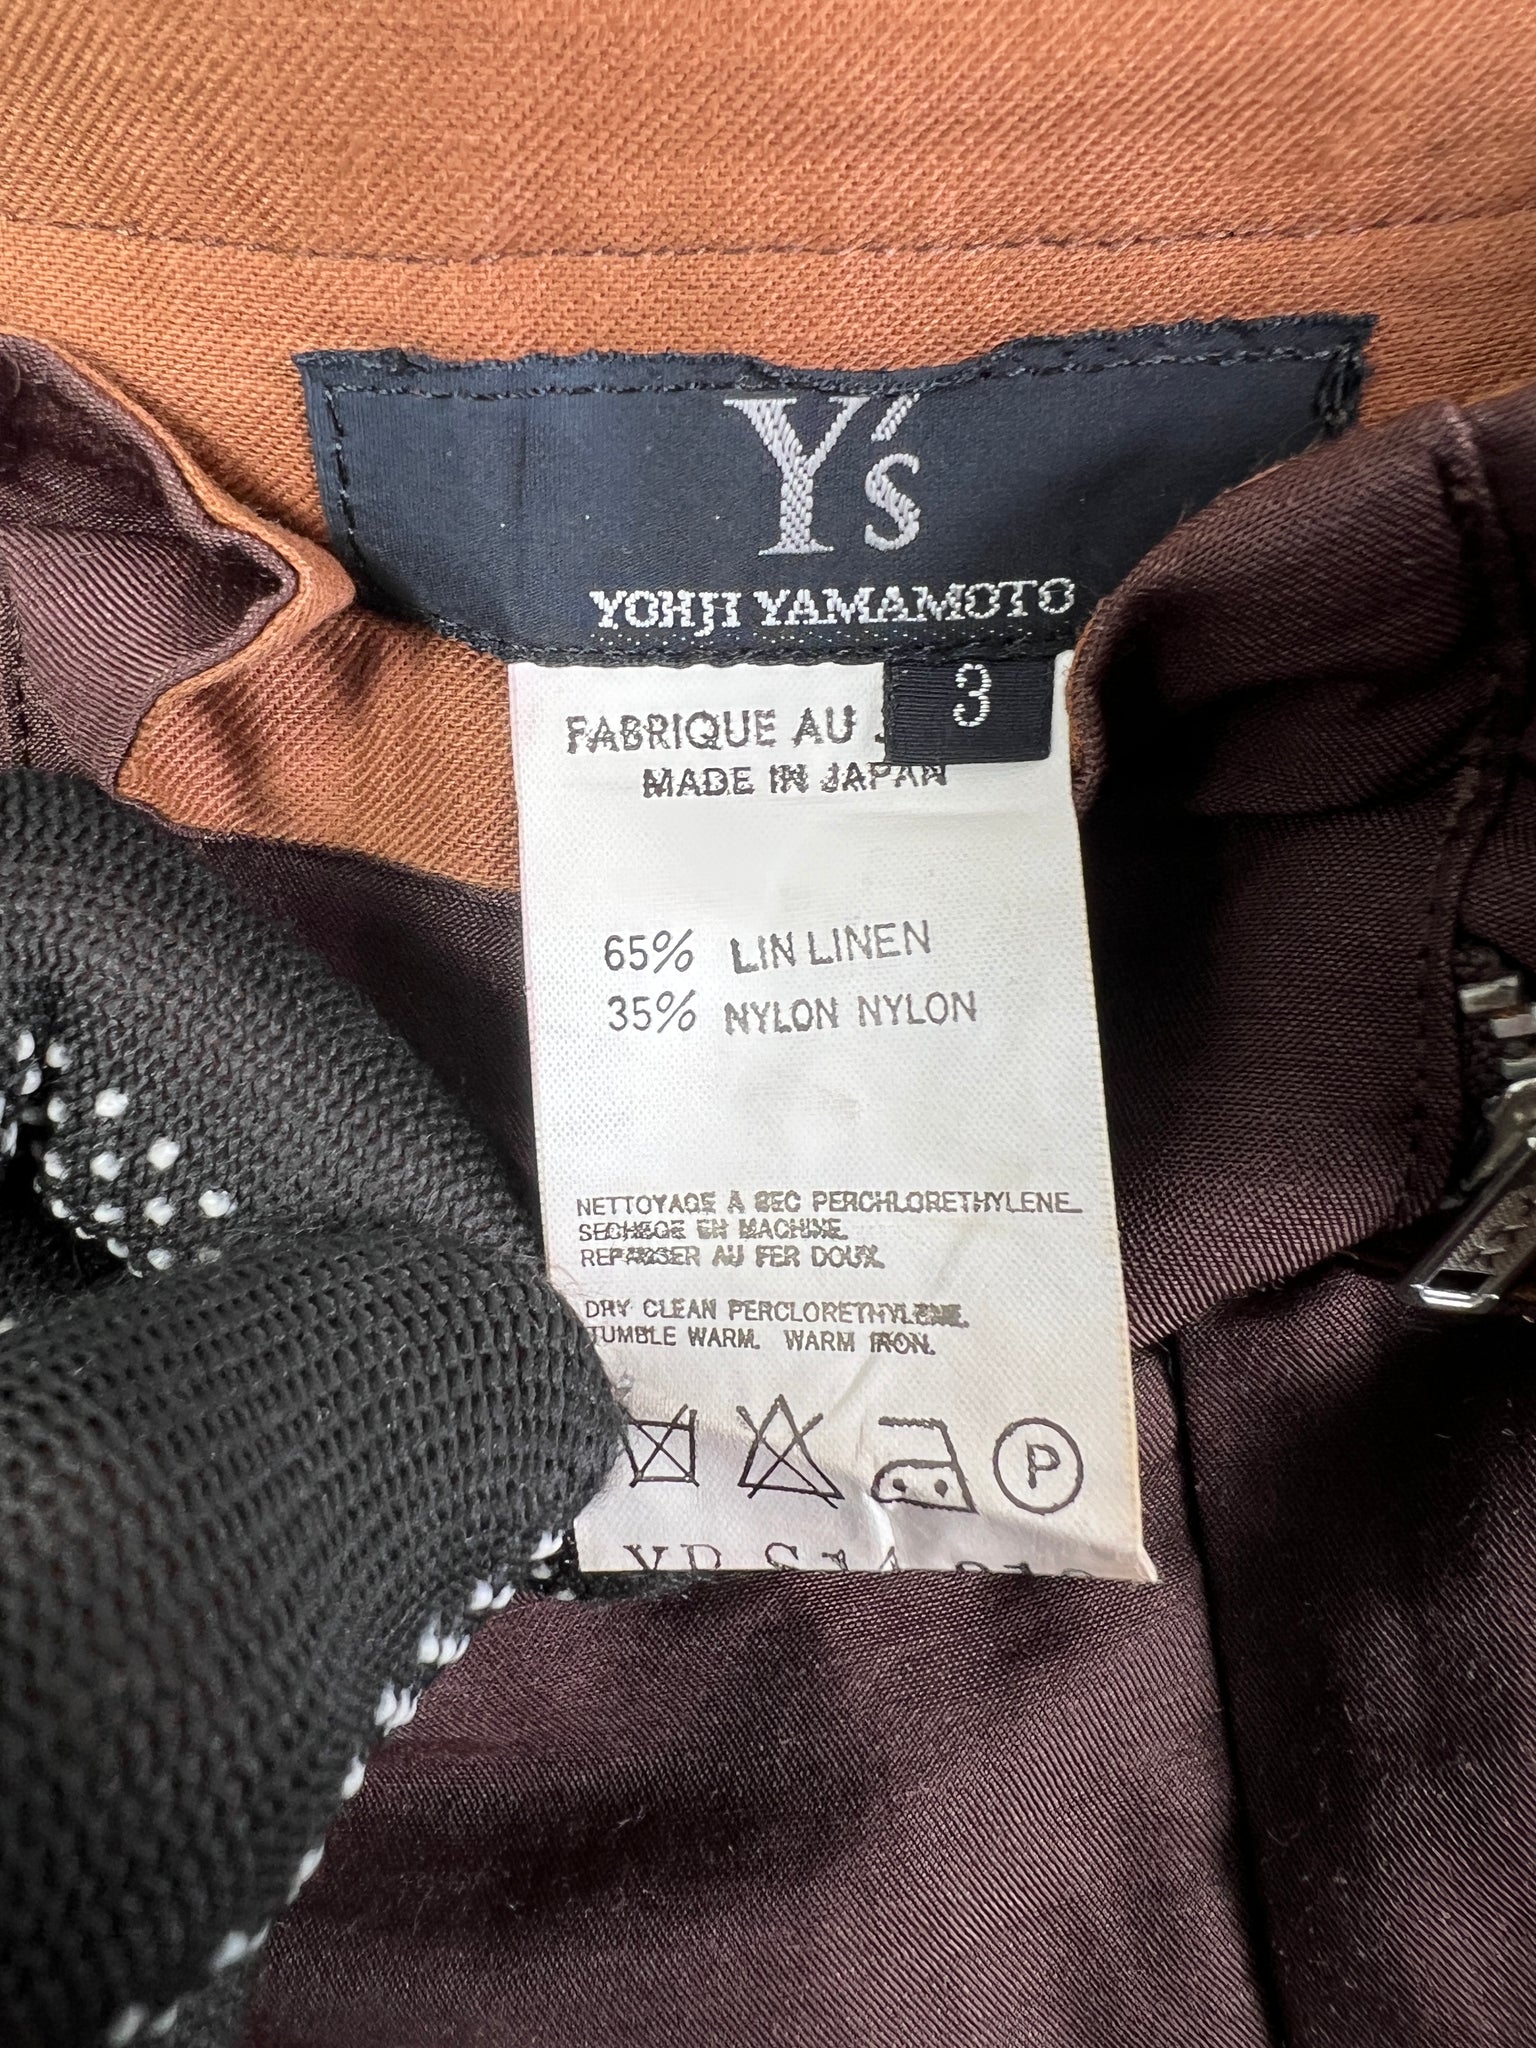 Y's
YOHJI YAMAMOTO
3
FABRIQUE AU
MADE IN JAPAN
65% LIN LINEN
35% NYLON NYLON
NETTOYAGE A SEC PERCHLORETHYLENE
SECHEGE EN MACHINE.
REPASSER AU FER DOUX.
DRY CLEAN PERCLORETHYLENE.
TUMBLE WARM. WARM IRON.
P